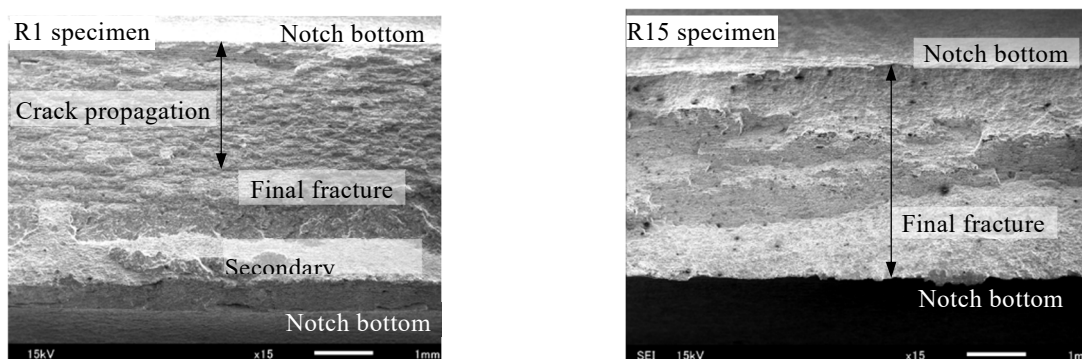 R1 specimen
Notch bottom
Crack propagation
Final fracture
Secondary
Notch bottom
15kV x15 1mm
R15 specimen
Notch bottom
Final fracture
Notch bottom
SEI 15kV x15 1mm